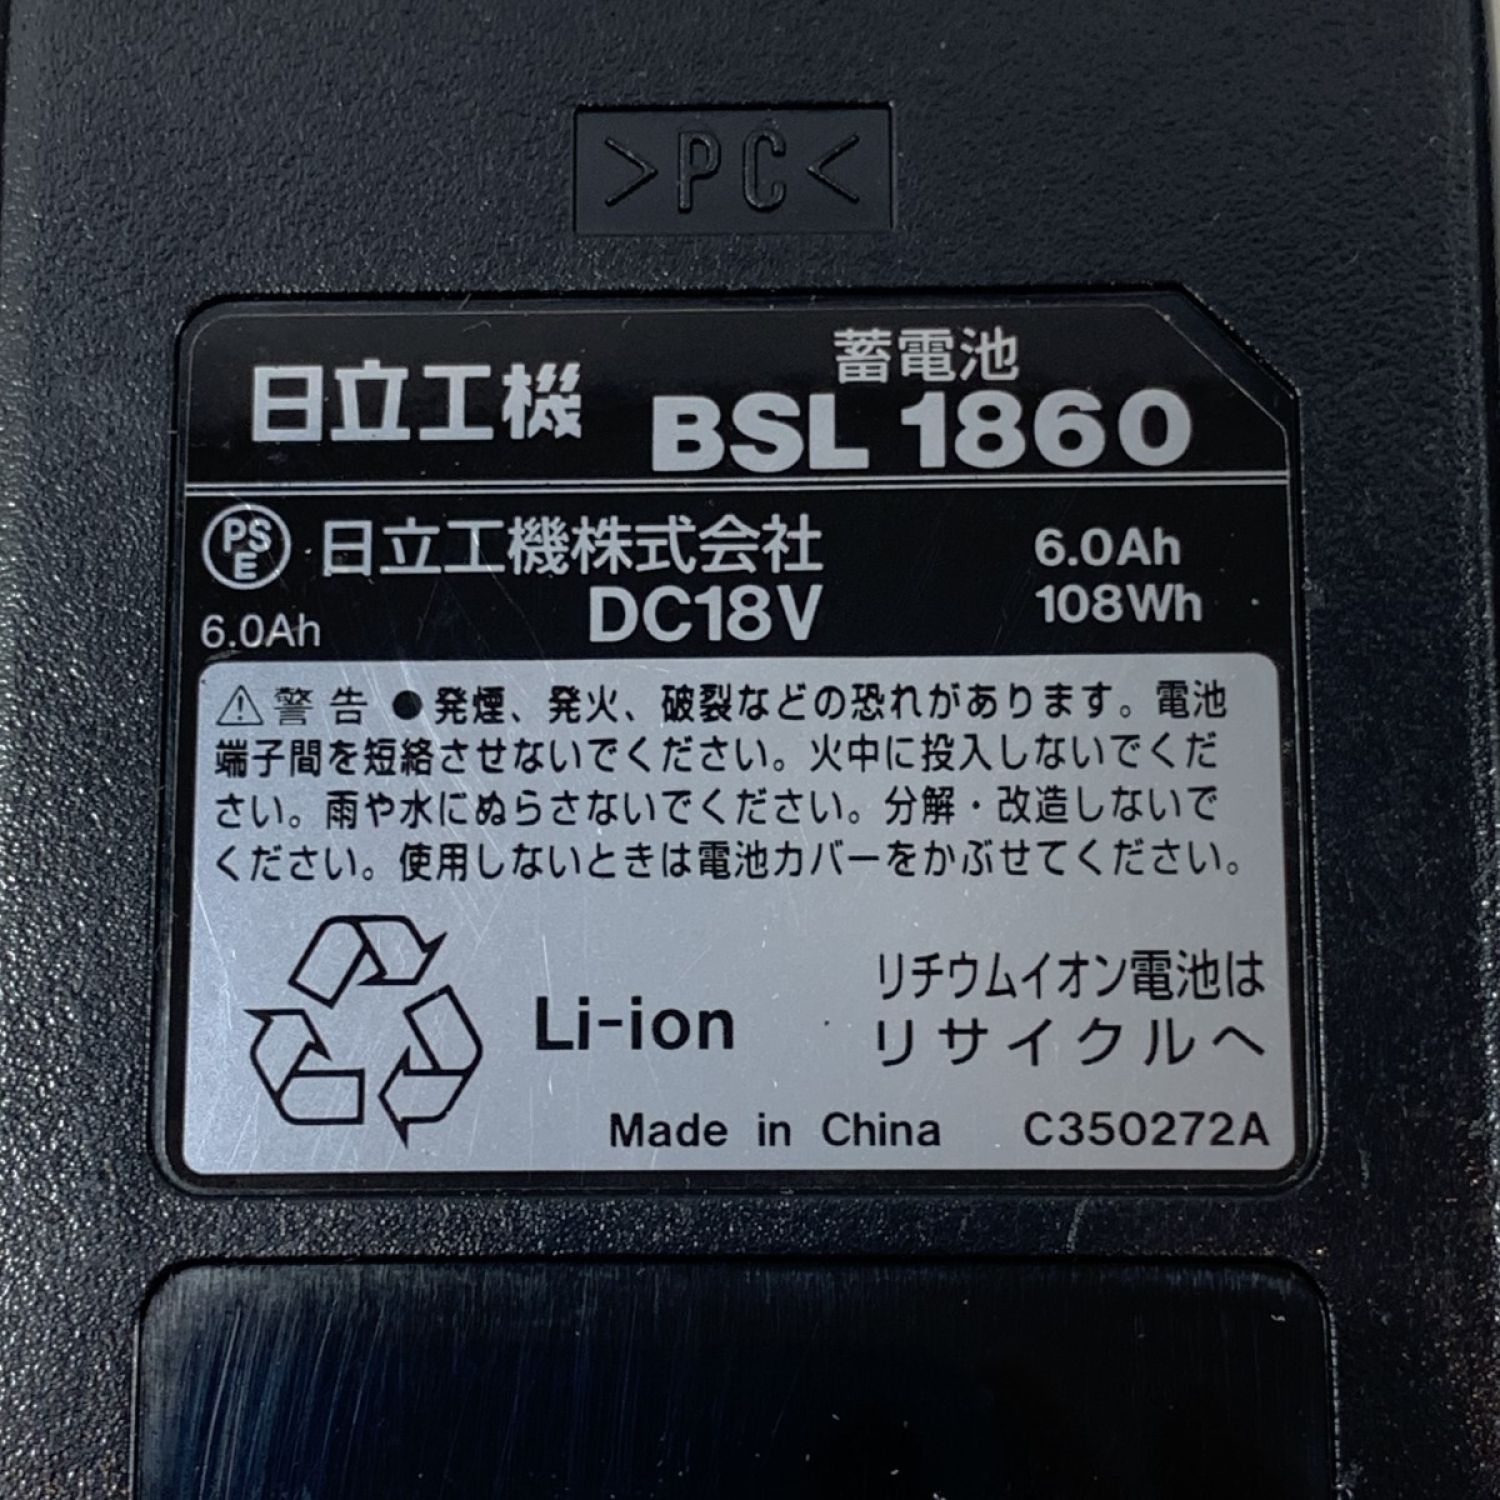 >PC<
日立工機
蓄電池
BSL 1860
PSE 日立工機株式会社
6.0Ah
6.0Ah
DC18V
108Wh
⚠警告 ●発煙、発火、破裂などの恐れがあります。電池
端子間を短絡させないでください。火中に投入しないでくだ
さい。雨や水にぬらさないでください。分解・改造しないで
ください。使用しないときは電池カバーをかぶせてください。
Li-ion
リチウムイオン電池は
リサイクルへ
Made in China C350272A